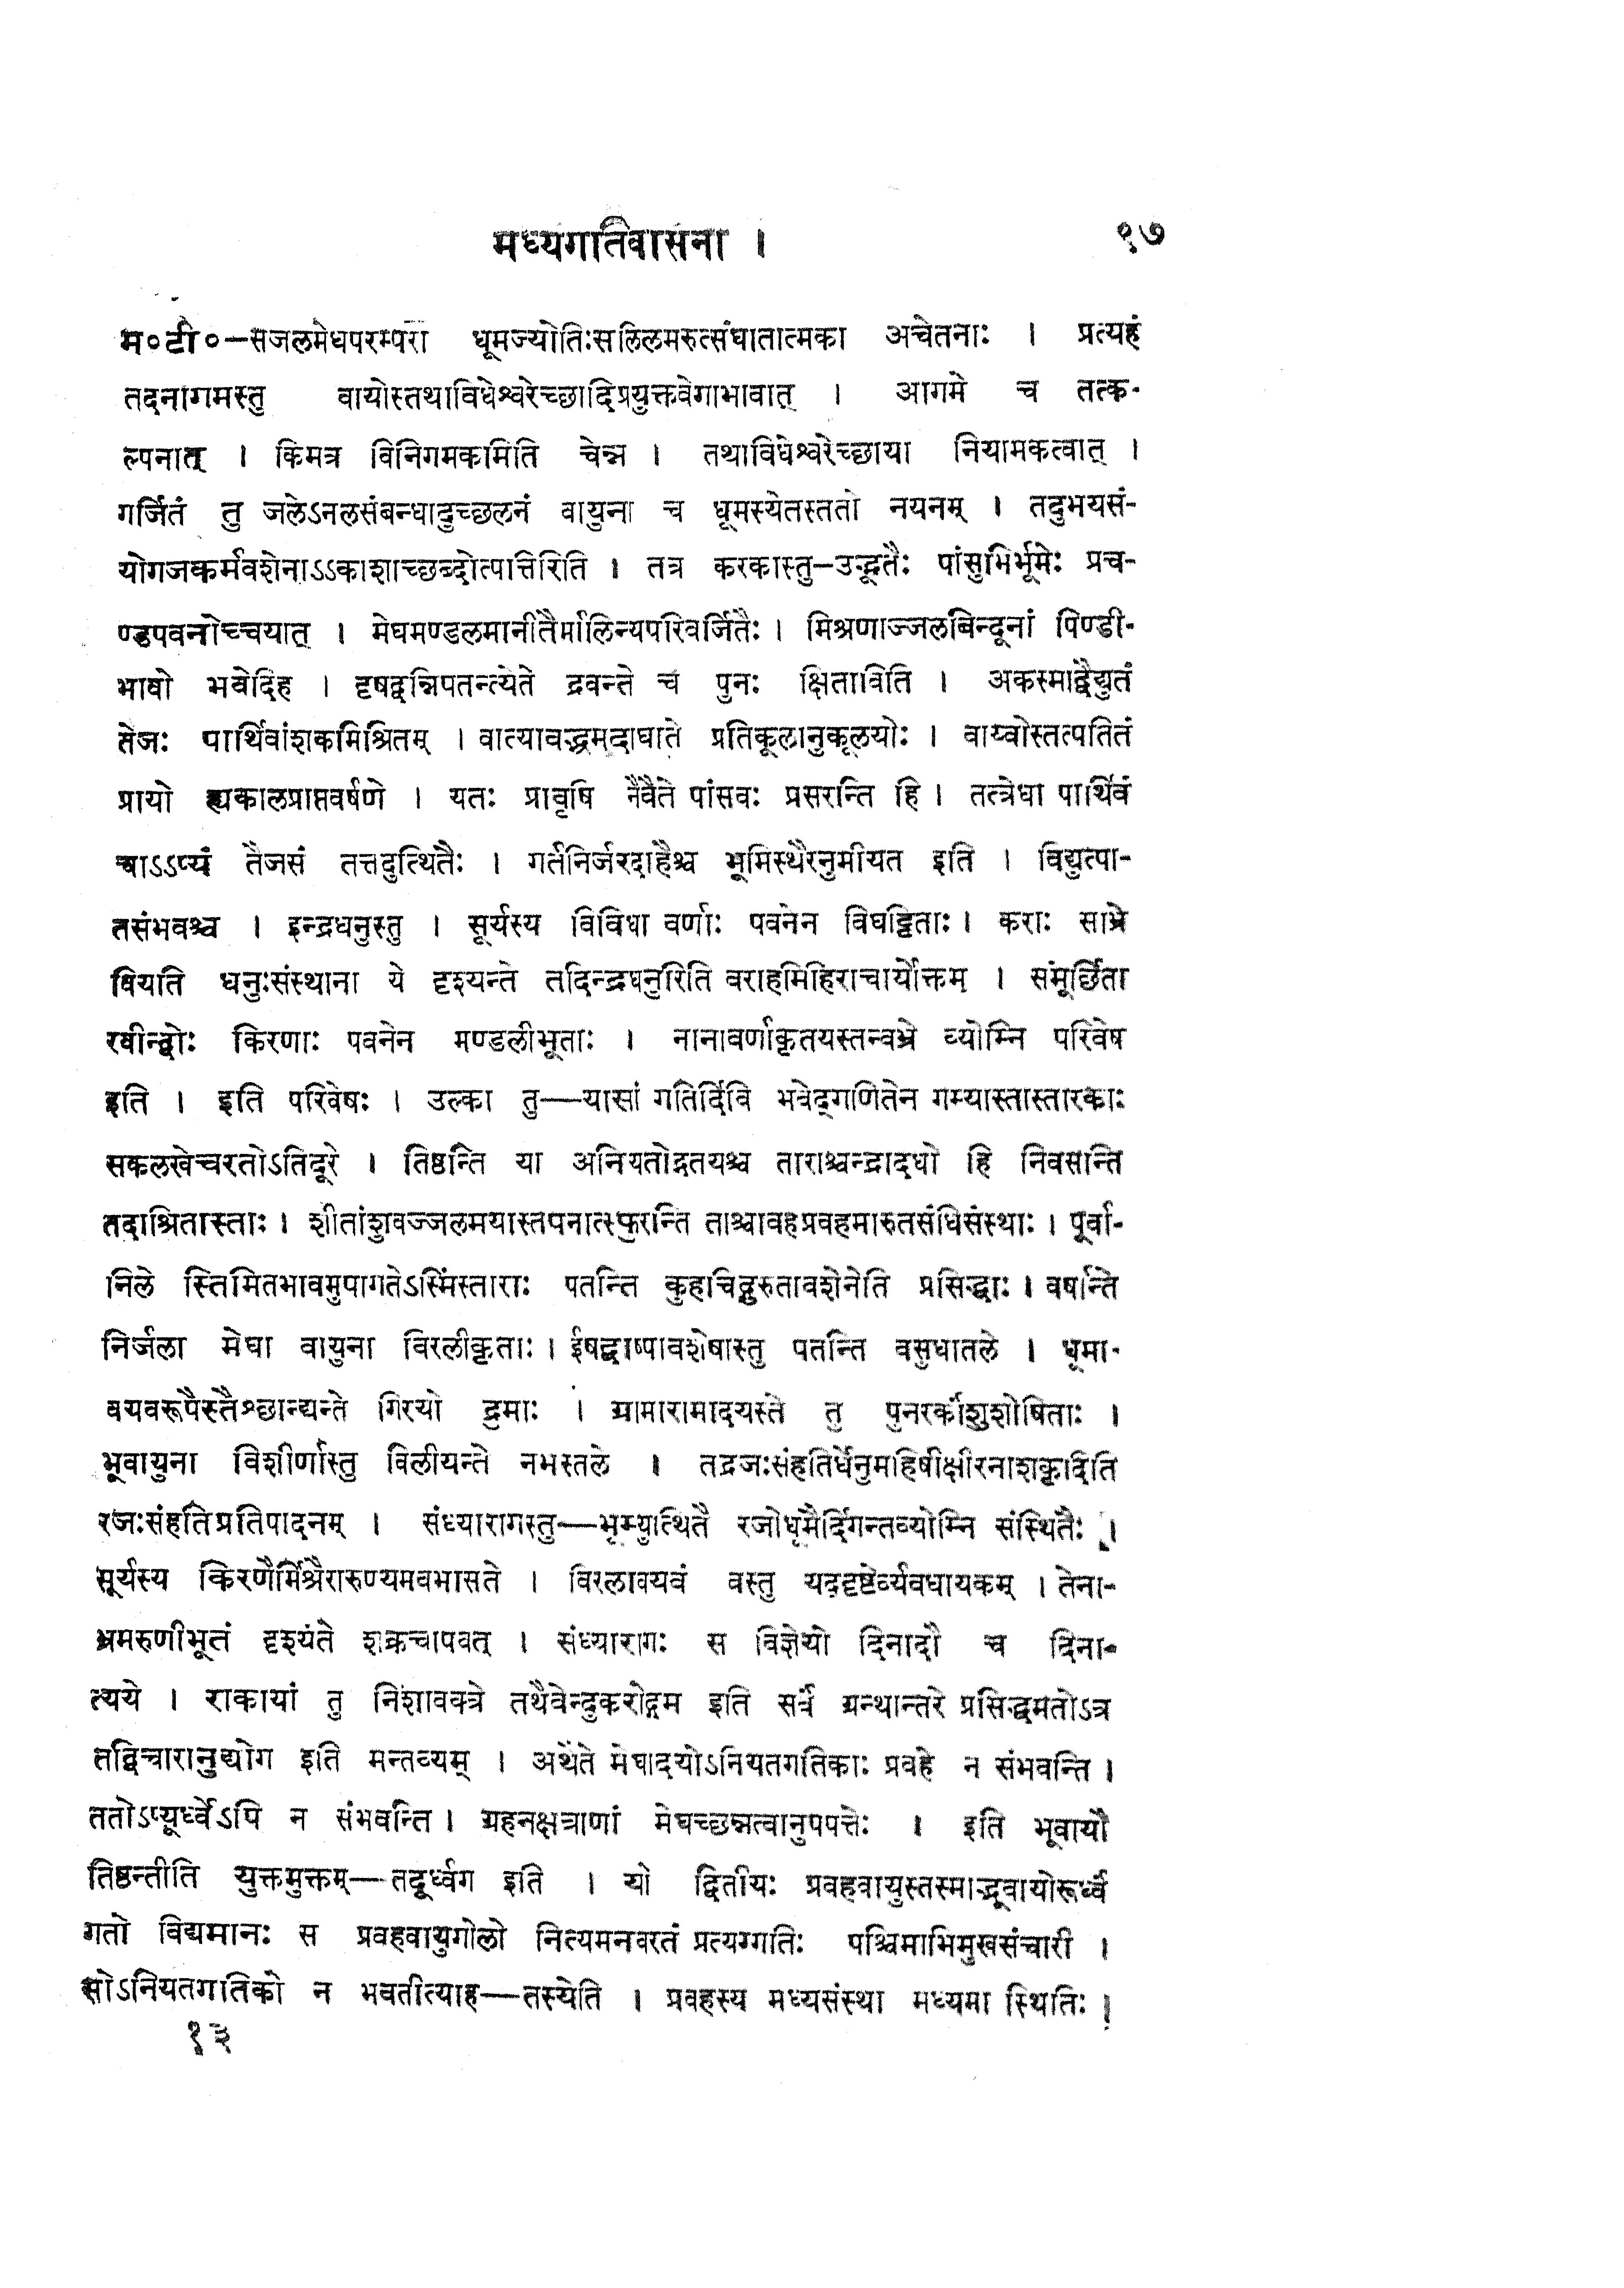 मध्यगतिवासना ।
९७
म०टी०—सजलमेघपरम्परा धूमज्योतिःसलिलमरुत्संघातात्मका अचेतनाः । प्रत्यहं
तदनागमस्तु वायोस्तथाविधेश्वरेच्छादिप्रयुक्तवेगाभावात् । आगमे च तत्क-
ल्पनात् । किमत्र विनिगमकमिति चेन्न । तथाविधेश्वरेच्छाया नियामकत्वात् ।
गर्जितं तु जलेऽनलसंबन्धादुच्छलनं वायुना च धूमस्येतस्ततो नयनम् । तदुभयसं-
योगजकर्मवशेनाऽऽकाशाच्छब्दोत्पत्तिरिति । तत्र करकास्तु—उद्धूतैः पांसुभिर्भूमेः प्रच-
ण्डपवनोच्चयात् । मेघमण्डलमानीतैर्मालिन्यपरिवर्जितैः । मिश्रणाज्जलबिन्दूनां पिण्डी-
भावो भवेदिह । दृषद्वन्निपतन्त्येते द्रवन्ते च पुनः क्षिताविति । अकस्माद्वैद्युतं
तेजः पार्थिवांशकमिश्रितम् । वात्यावद्भ्रमदाघाते प्रतिकूलानुकूलयोः । वाय्वोस्तत्पतितं
प्रायो ह्यकालप्राप्तवर्षणे । यतः प्रावृषि नैवैते पांसवः प्रसरन्ति हि । तत्त्रेधा पार्थिवं
चाऽऽप्यं तैजसं तत्तदुत्थितैः । गर्तनिर्जरदाहैश्च भूमिस्थैरनुमीयत इति । विद्युत्पा-
तसंभवश्च । इन्द्रधनुस्तु । सूर्यस्य विविधा वर्णाः पवनेन विघट्टिताः । कराः साभ्रे
वियति धनुःसंस्थाना ये दृश्यन्ते तदिन्द्रधनुरिति वराहमिहिराचार्योक्तम् । संमूर्छिता
रवीन्द्वोः किरणाः पवनेन मण्डलीभूताः । नानावर्णाकृतयस्तन्वभ्रे व्योम्नि परिवेष
इति । इति परिवेषः । उल्का तु—यासां गतिर्दिवि भवेद्गणितेन गम्यास्तास्तारकाः
सकलखेचरतोऽतिदूरे । तिष्ठन्ति या अनियतोद्गतयश्च ताराश्चन्द्रादधो हि निवसन्ति
तदाश्रितास्ताः । शीतांशुवज्जलमयास्तपनात्स्फुरन्ति ताश्चावहप्रवहमारुतसंधिसंस्थाः । पूर्वा-
निले स्तिमितभावमुपागतेऽस्मिंस्ताराः पतन्ति कुहचिद्गुरुतावशेनेति प्रसिद्धाः । वर्षान्ते
निर्जला मेघा वायुना विरलीकृताः । ईषद्बाष्पावशेषास्तु पतन्ति वसुधातले । धूमा-
वयवरूपैस्तैश्छान्द्यन्ते गिरयो द्रुमाः । ग्रामारामादयस्ते तु पुनरर्कांशुशोषिताः ।
भूवायुना विशीर्णास्तु विलीयन्ते नभस्तले । तद्रजःसंहतिर्धेनुमहिषीक्षीरनाशकृदिति
रजःसंहतिप्रतिपादनम् । संध्यारागस्तु—भूम्युत्थितै रजोधूमैर्दिगन्तव्योम्नि संस्थितैः ।
सूर्यस्य किरणैर्मिश्रैरारुण्यमवभासते । विरलावयवं वस्तु यद्दृष्टेर्व्यवधायकम् । तेना-
भ्रमरुणीभूतं दृश्यंते शक्रचापवत् । संध्यारागः स विज्ञेयो दिनादौ च दिना-
त्यये । राकायां तु निशावक्त्रे तथैवेन्दुकरोद्गम इति सर्वं ग्रन्थान्तरे प्रसिद्धमतोऽत्र
तद्विचारानुद्योग इति मन्तव्यम् । अथैते मेघादयोऽनियतगतिकाः प्रवहे न संभवन्ति ।
ततोऽप्यूर्ध्वेऽपि न संभवन्ति । ग्रहनक्षत्राणां मेघच्छन्नत्वानुपपत्तेः । इति भूवायौ
तिष्ठन्तीति युक्तमुक्तम्—तदूर्ध्वग इति । यो द्वितीयः प्रवहवायुस्तस्माद्भूवायोरूर्ध्वं
गतो विद्यमानः स प्रवहवायुगोलो नित्यमनवरतं प्रत्यग्गतिः पश्चिमाभिमुखसंचारी ।
सोऽनियतगतिको न भवतीत्याह—तस्येति । प्रवहस्य मध्यसंस्था मध्यमा स्थितिः ।
१३